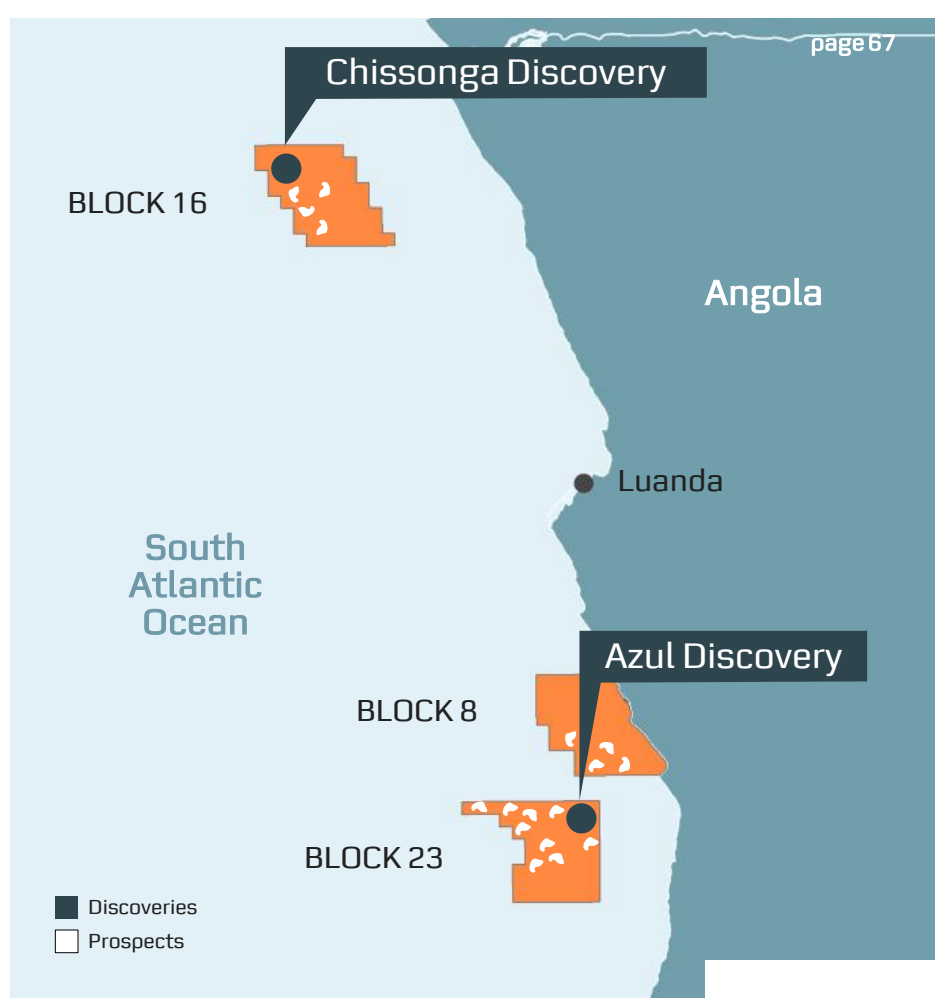 page 67
Chissonga Discovery
BLOCK 16
Angola
Luanda
South
Atlantic
Ocean
Azul Discovery
BLOCK 8
BLOCK 23
Discoveries
Prospects